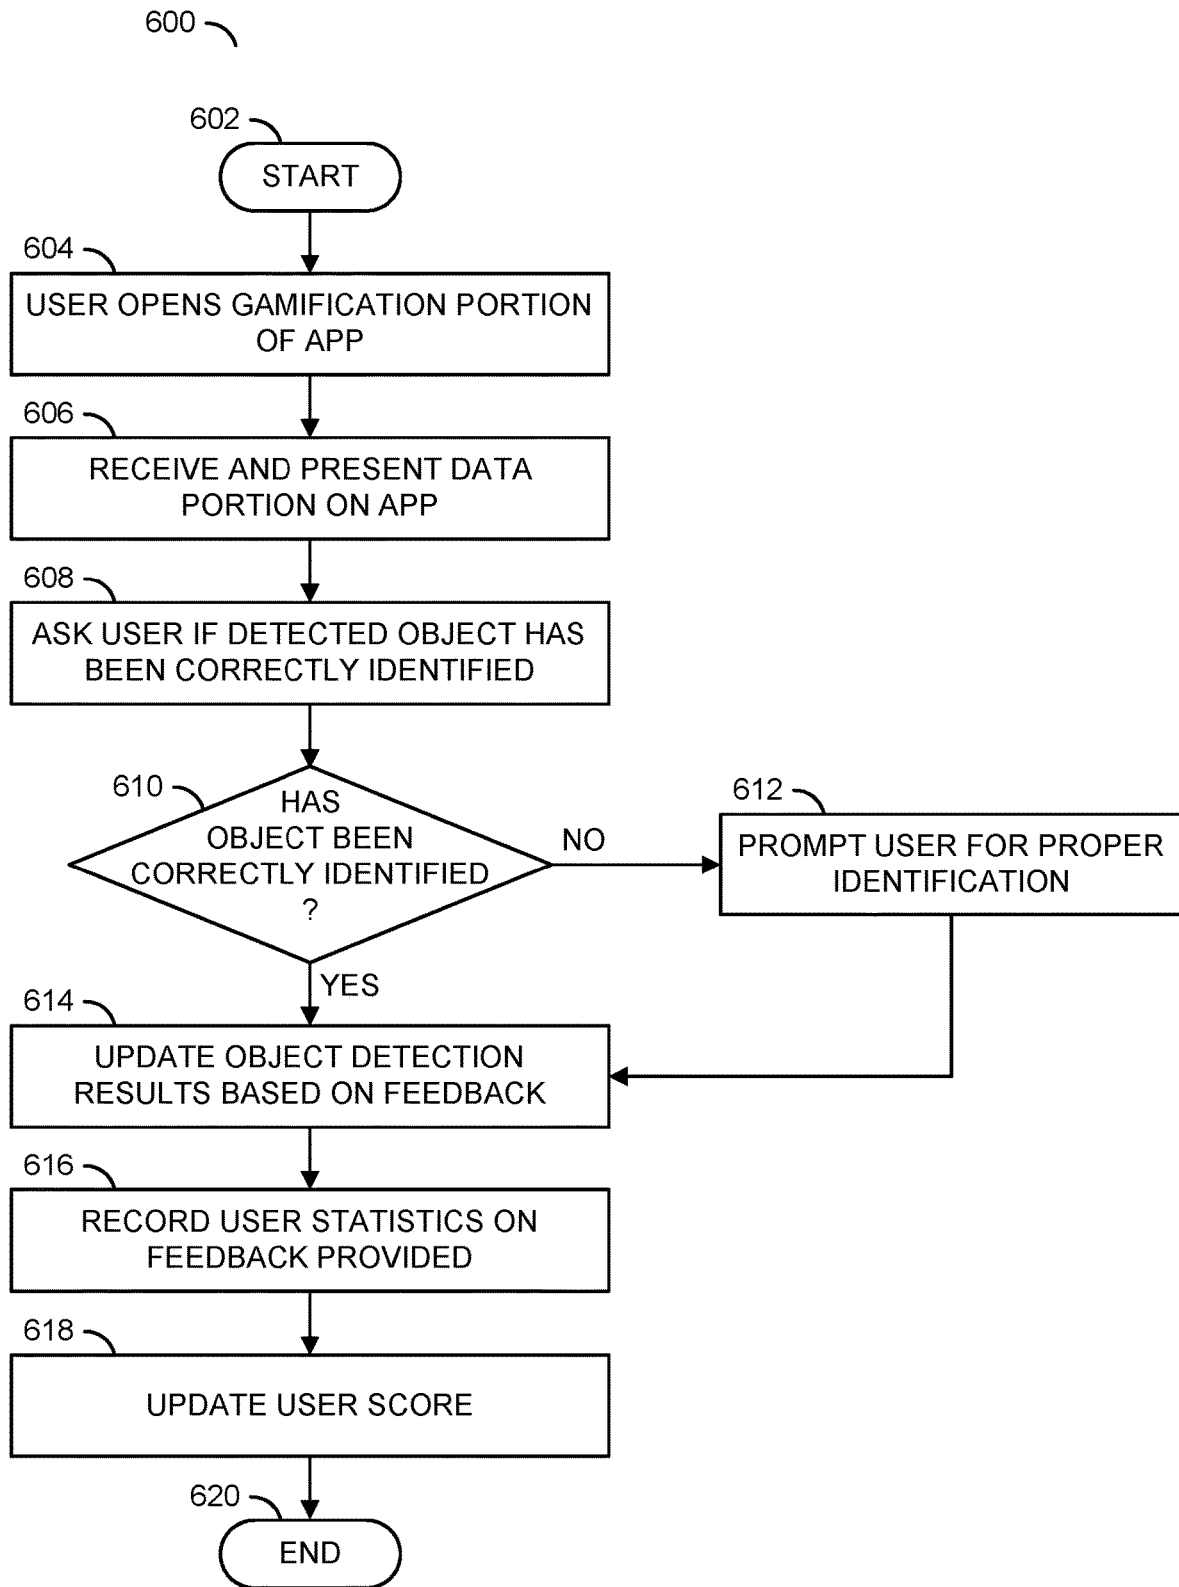 600
602
START
604
USER OPENS GAMIFICATION PORTION
OF APP
606
RECEIVE AND PRESENT DATA
PORTION ON APP
608
ASK USER IF DETECTED OBJECT HAS
BEEN CORRECTLY IDENTIFIED
610
HAS
OBJECT BEEN
CORRECTLY IDENTIFIED
?
NO
612
PROMPT USER FOR PROPER
IDENTIFICATION
YES
614
UPDATE OBJECT DETECTION
RESULTS BASED ON FEEDBACK
616
RECORD USER STATISTICS ON
FEEDBACK PROVIDED
618
UPDATE USER SCORE
620
END